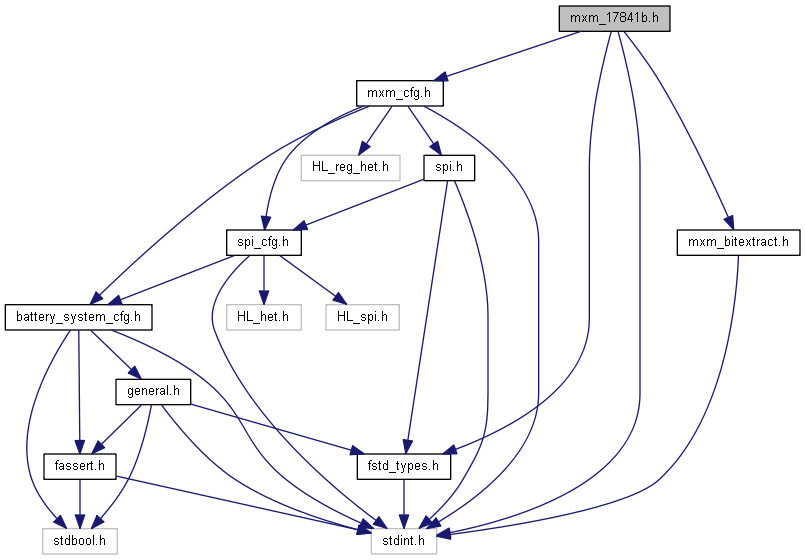 mxm_17841b.h
mxm_cfg.h
HL_reg_het.h
spi.h
spi_cfg.h
mxm_bitextract.h
battery_system_cfg.h
HL_het.h
HL_spi.h
general.h
fassert.h
fstd_types.h
stdbool.h
stdint.h